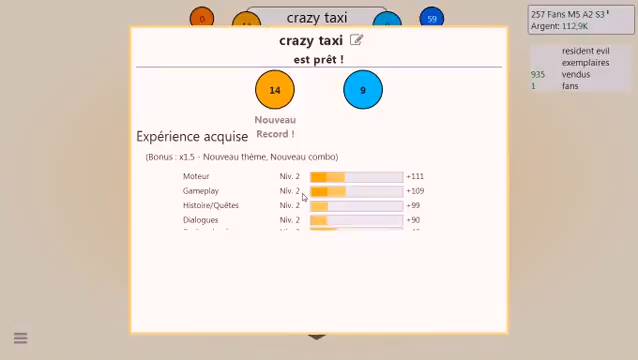 0
crazy taxi
59
257 Fans M5 A2 S3
Argent: 112,9K
crazy taxi
est prêt !
resident evil
exemplaires
935 vendus
1 fans
14
9
Nouveau
Record !
Expérience acquise
(Bonus : x1.5 - Nouveau thème, Nouveau combo)
Moteur Niv. 2 +111
Gameplay Niv. 2 +109
Histoire/Quêtes Niv. 2 +99
Dialogues Niv. 2 +90